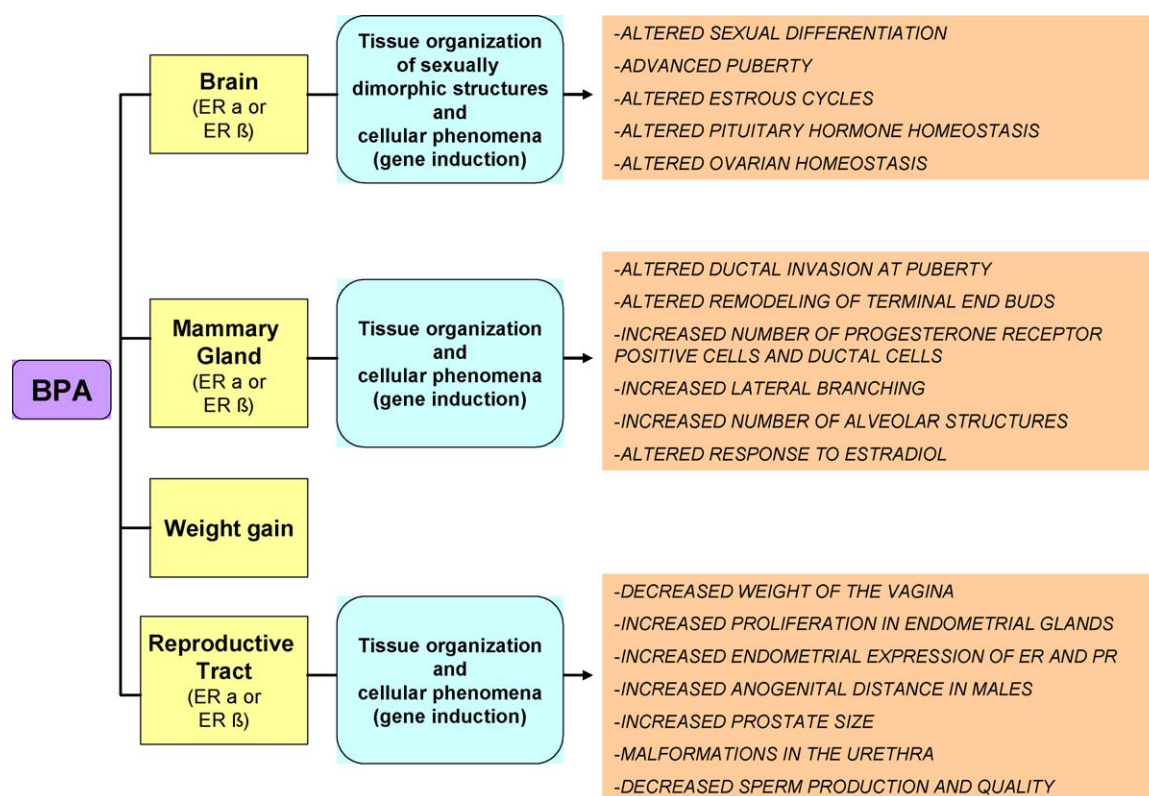 BPA
Brain
(ER a or
ER ß)
Tissue organization
of sexually
dimorphic structures
and
cellular phenomena
(gene induction)
-ALTERED SEXUAL DIFFERENTIATION
-ADVANCED PUBERTY
-ALTERED ESTROUS CYCLES
-ALTERED PITUITARY HORMONE HOMEOSTASIS
-ALTERED OVARIAN HOMEOSTASIS
Mammary
Gland
(ER a or
ER ß)
Tissue organization
and
cellular phenomena
(gene induction)
-ALTERED DUCTAL INVASION AT PUBERTY
-ALTERED REMODELING OF TERMINAL END BUDS
-INCREASED NUMBER OF PROGESTERONE RECEPTOR
POSITIVE CELLS AND DUCTAL CELLS
-INCREASED LATERAL BRANCHING
-INCREASED NUMBER OF ALVEOLAR STRUCTURES
-ALTERED RESPONSE TO ESTRADIOL
Weight gain
Reproductive
Tract
(ER a or
ER ß)
Tissue organization
and
cellular phenomena
(gene induction)
-DECREASED WEIGHT OF THE VAGINA
-INCREASED PROLIFERATION IN ENDOMETRIAL GLANDS
-INCREASED ENDOMETRIAL EXPRESSION OF ER AND PR
-INCREASED ANOGENITAL DISTANCE IN MALES
-INCREASED PROSTATE SIZE
-MALFORMATIONS IN THE URETHRA
-DECREASED SPERM PRODUCTION AND QUALITY